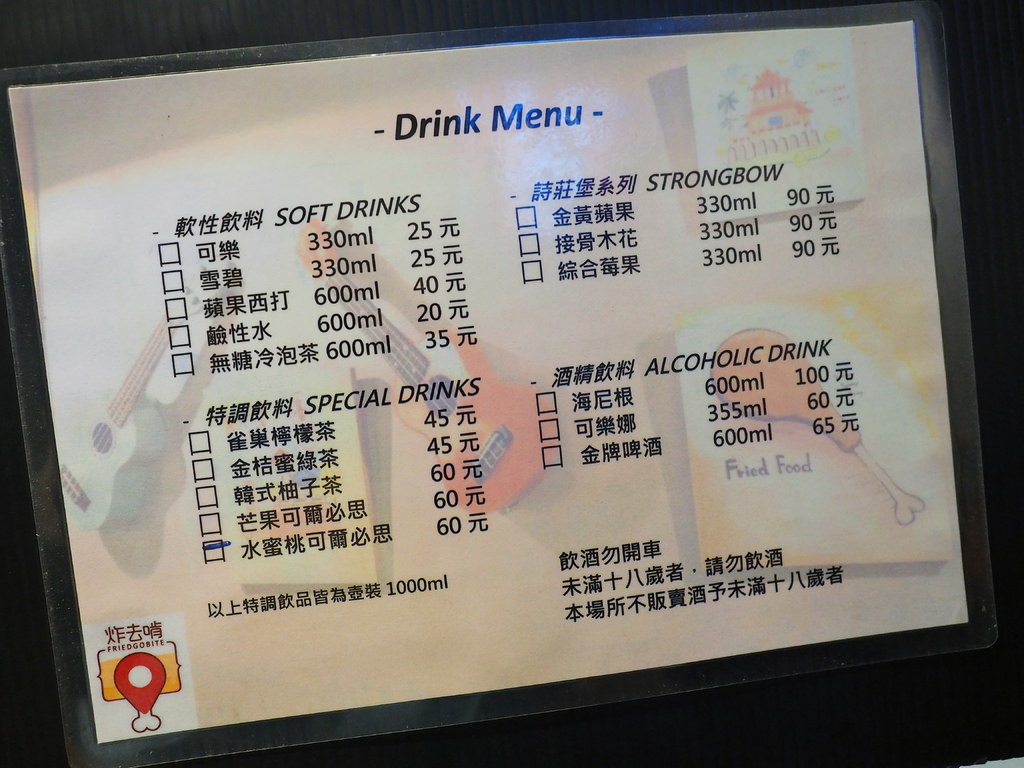 - Drink Menu -
- 軟性飲料 SOFT DRINKS
□ 可樂 330ml 25 元
□ 雪碧 330ml 25 元
□ 蘋果西打 600ml 40 元
□ 鹼性水 600ml 20 元
□ 無糖冷泡茶 600ml 35 元
- 特調飲料 SPECIAL DRINKS
□ 雀巢檸檬茶 45 元
□ 金桔蜜綠茶 45 元
□ 韓式柚子茶 60 元
□ 芒果可爾必思 60 元
□ 水蜜桃可爾必思 60 元
以上特調飲品皆為壺裝 1000ml
- 詩莊堡系列 STRONGBOW
□ 金黃蘋果 330ml 90 元
□ 接骨木花 330ml 90 元
□ 綜合莓果 330ml 90 元
- 酒精飲料 ALCOHOLIC DRINK
□ 海尼根 600ml 100 元
□ 可樂娜 355ml 60 元
□ 金牌啤酒 600ml 65 元
Fried Food
飲酒勿開車
未滿十八歲者，請勿飲酒
本場所不販賣酒予未滿十八歲者
炸去啃
FRIEDGOBITE